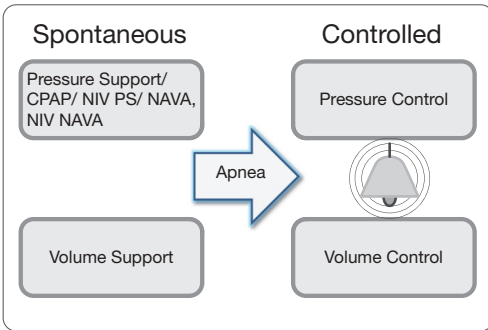 Spontaneous
Controlled
Pressure Support/
CPAP/ NIV PS/ NAVA,
NIV NAVA
Pressure Control
Apnea
Volume Support
Volume Control